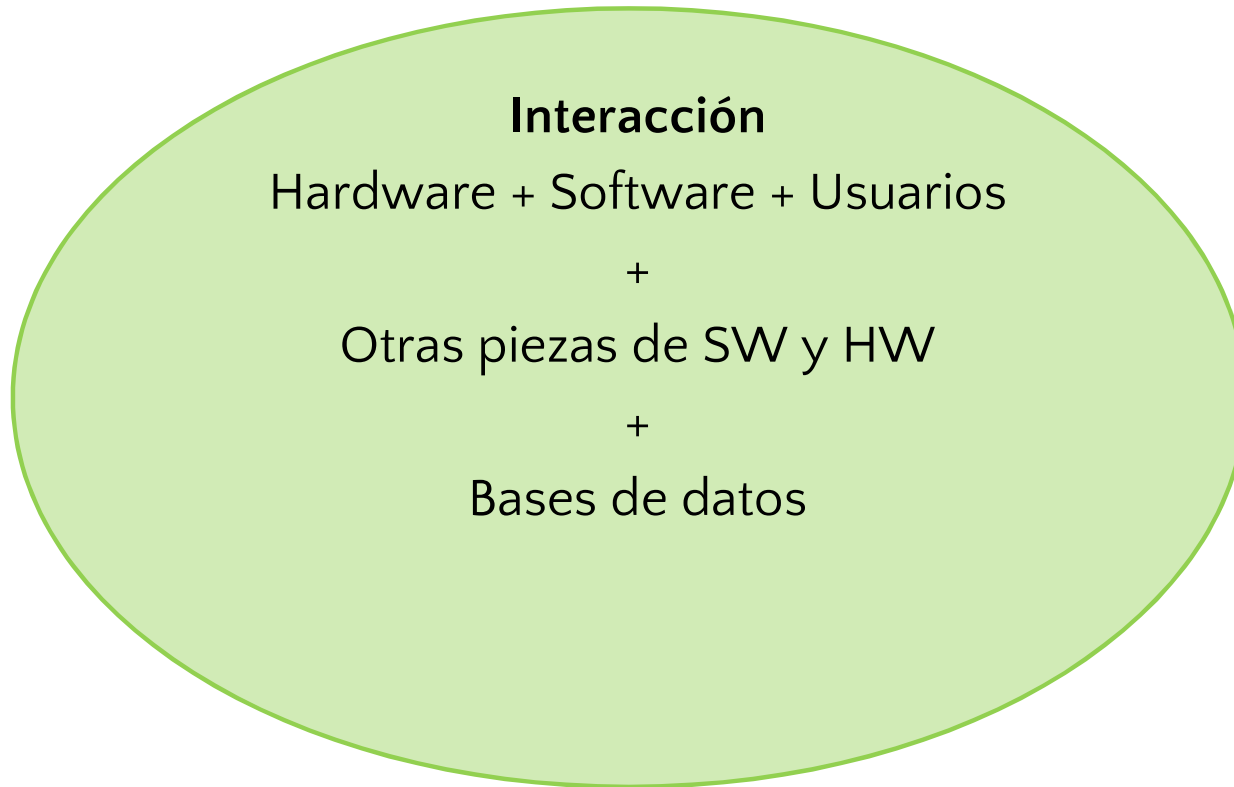 Interacción
Hardware + Software + Usuarios
+
Otras piezas de SW y HW
+
Bases de datos